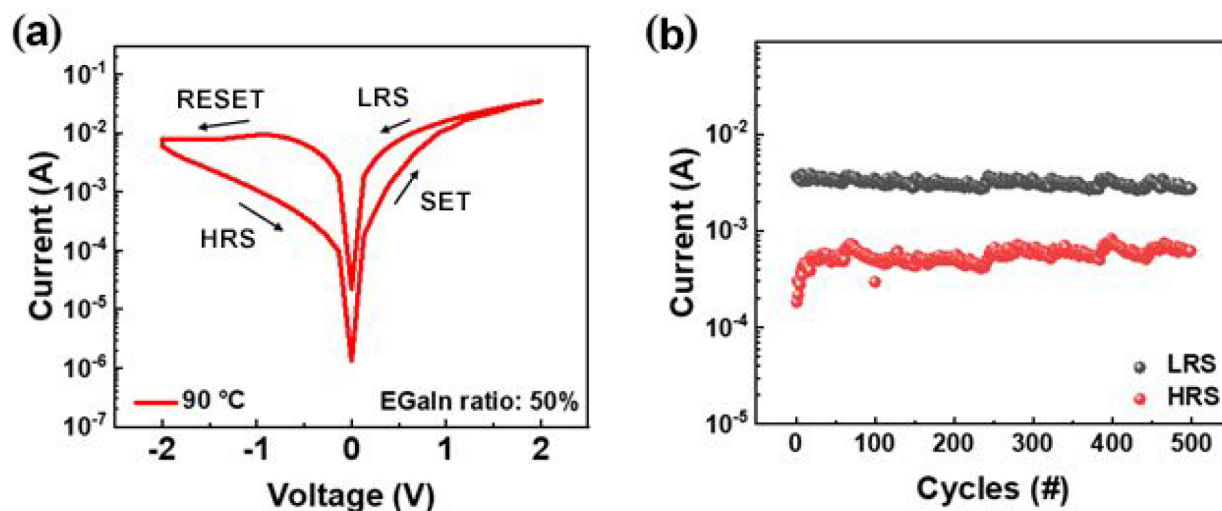 (a)
Current (A)
10⁻¹
10⁻²
10⁻³
10⁻⁴
10⁻⁵
10⁻⁶
10⁻⁷
RESET
LRS
HRS
SET
90 °C
EGaIn ratio: 50%
-2
-1
0
1
2
Voltage (V)
(b)
Current (A)
10⁻²
10⁻³
10⁻⁴
10⁻⁵
LRS
HRS
0
100
200
300
400
500
Cycles (#)